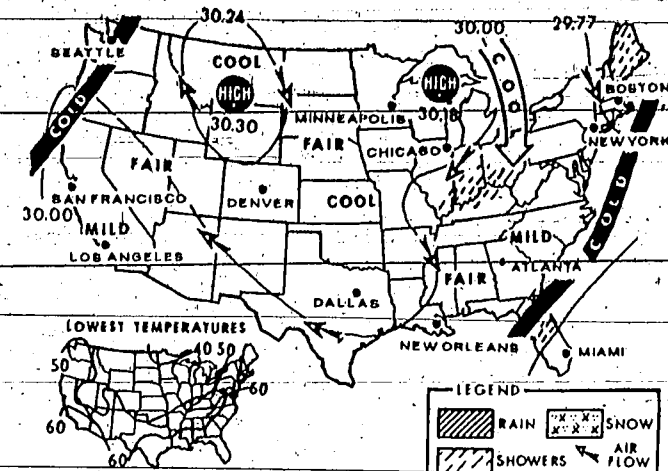 30.24
30.00
29.77
SEATTLE
COOL
HIGH
30.30
HIGH
30.18
COOL
BOSTON
COLD
MINNEAPOLIS
NEW YORK
FAIR
CHICAGO
FAIR
SAN FRANCISCO
30.00
DENVER
COOL
COLD
MILD
LOS ANGELES
MILD
ATLANTA
FAIR
DALLAS
NEW ORLEANS
MIAMI
LOWEST TEMPERATURES
50
40 50
60
60
60
LEGEND
RAIN
SNOW
SHOWERS
AIR
FLOW